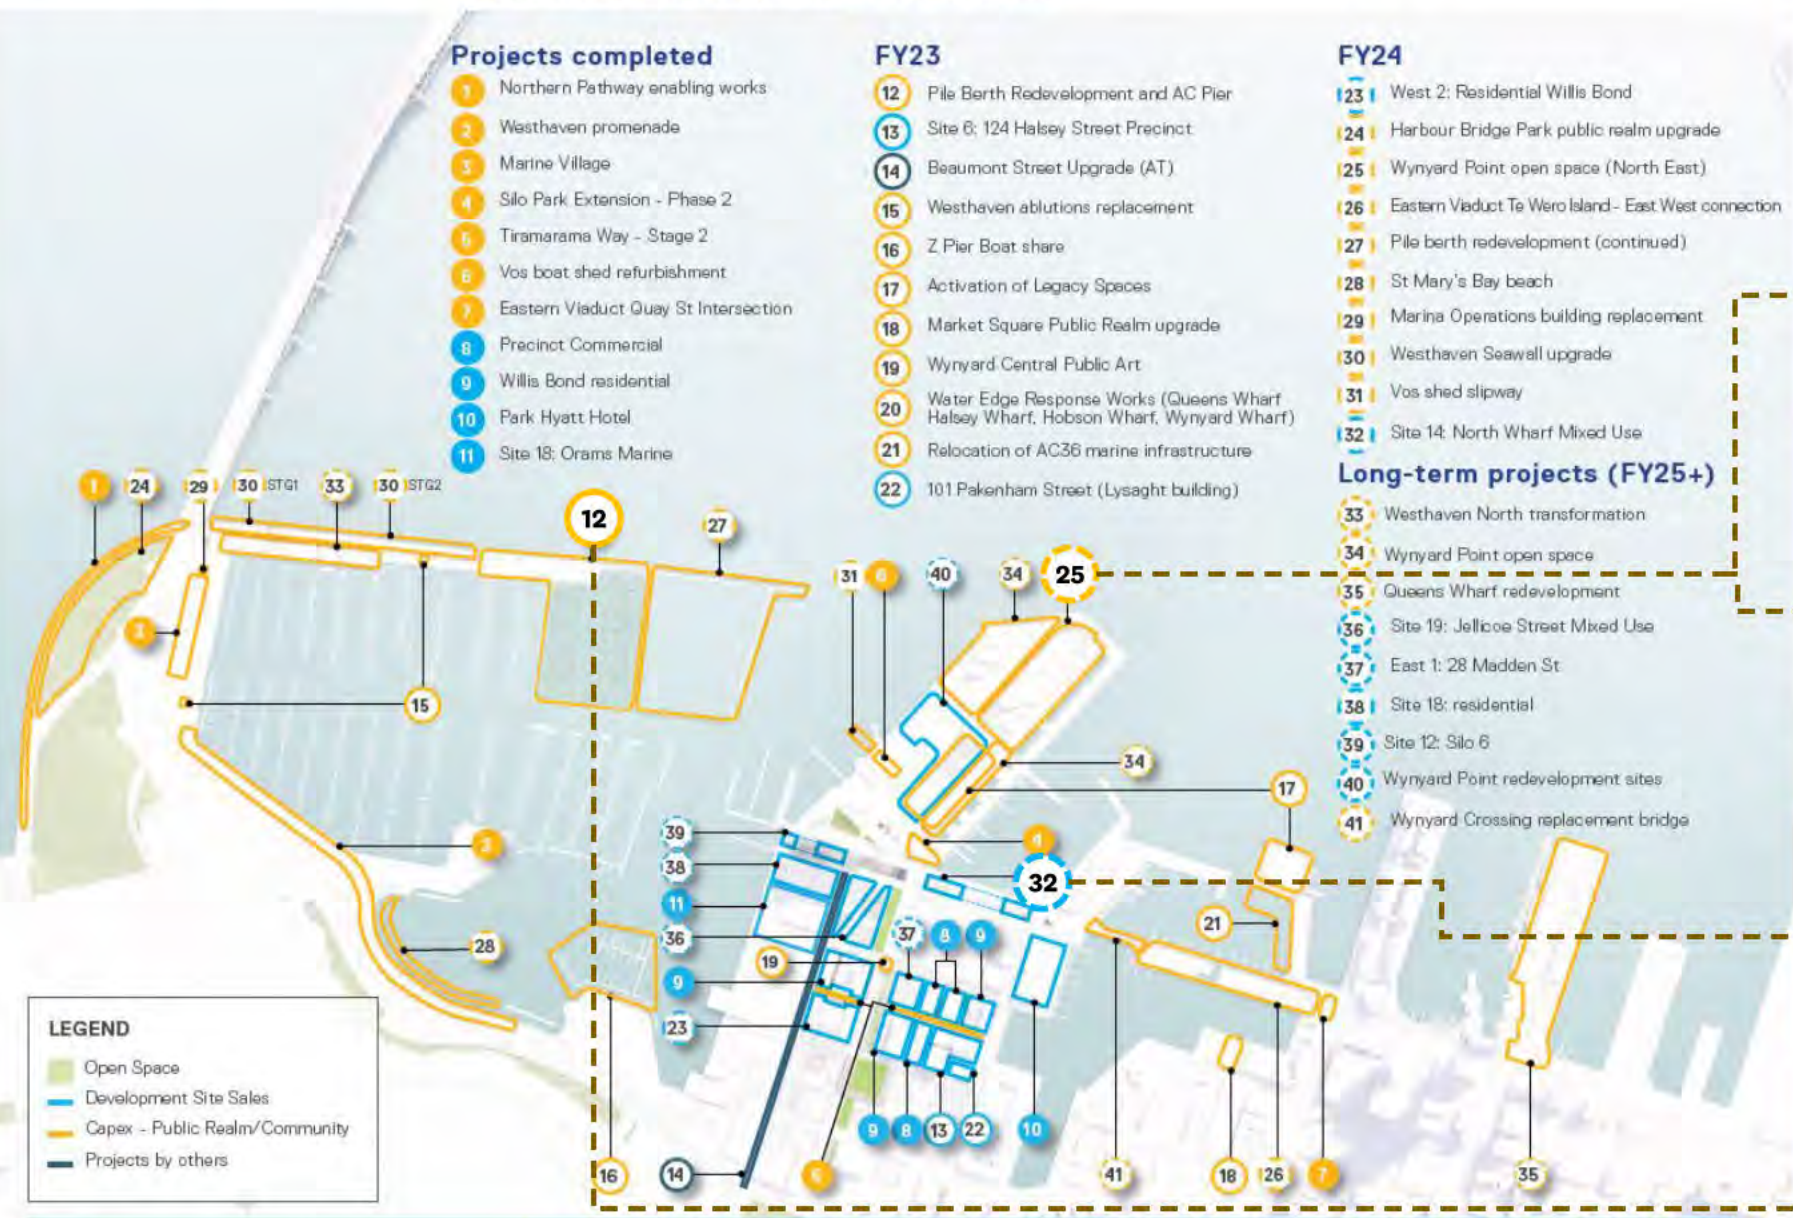 Projects completed
1 Northern Pathway enabling works
2 Westhaven promenade
3 Marine Village
4 Silo Park Extension - Phase 2
5 Tiramarama Way - Stage 2
6 Vos boat shed refurbishment
7 Eastern Viaduct Quay St Intersection
8 Precinct Commercial
9 Willis Bond residential
10 Park Hyatt Hotel
11 Site 18: Orams Marine
FY23
12 Pile Berth Redevelopment and AC Pier
13 Site 6: 124 Halsey Street Precinct
14 Beaumont Street Upgrade (AT)
15 Westhaven ablutions replacement
16 Z Pier Boat share
17 Activation of Legacy Spaces
18 Market Square Public Realm upgrade
19 Wynyard Central Public Art
20 Water Edge Response Works (Queens Wharf
Halsey Wharf, Hobson Wharf, Wynyard Wharf)
21 Relocation of AC36 marine infrastructure
22 101 Pakenham Street (Lysaght building)
FY24
23 West 2: Residential Willis Bond
24 Harbour Bridge Park public realm upgrade
25 Wynyard Point open space (North East)
26 Eastern Viaduct Te Wero Island - East West connection
27 Pile berth redevelopment (continued)
28 St Mary's Bay beach
29 Marina Operations building replacement
30 Westhaven Seawall upgrade
31 Vos shed slipway
32 Site 14: North Wharf Mixed Use
Long-term projects (FY25+)
33 Westhaven North transformation
34 Wynyard Point open space
35 Queens Wharf redevelopment
36 Site 19: Jellicoe Street Mixed Use
37 East 1: 28 Madden St
38 Site 18: residential
39 Site 12: Silo 6
40 Wynyard Point redevelopment sites
41 Wynyard Crossing replacement bridge
1 24 29 30 STG1 33 30 STG2
12
27
31 6 40 34 25
3
15
34
17
39
4
2
38
32
11
21
36
37 8 9
28
19
9
23
9 8 13 22 10
16 14 41 18 26 7 35
LEGEND
Open Space
Development Site Sales
Capex - Public Realm/Community
Projects by others